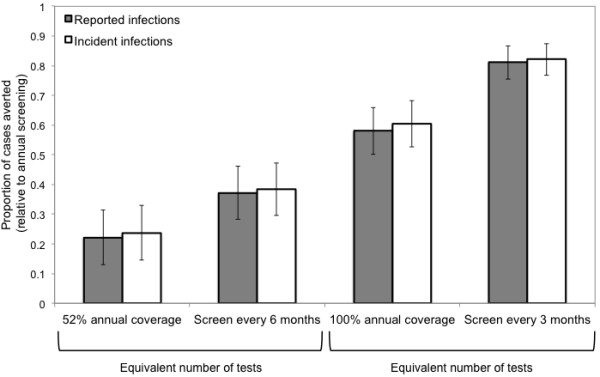 Proportion of cases averted
(relative to annual screening)
1
0.9
0.8
0.7
0.6
0.5
0.4
0.3
0.2
0.1
0
Reported infections
Incident infections
52% annual coverage
Screen every 6 months
100% annual coverage
Screen every 3 months
Equivalent number of tests
Equivalent number of tests